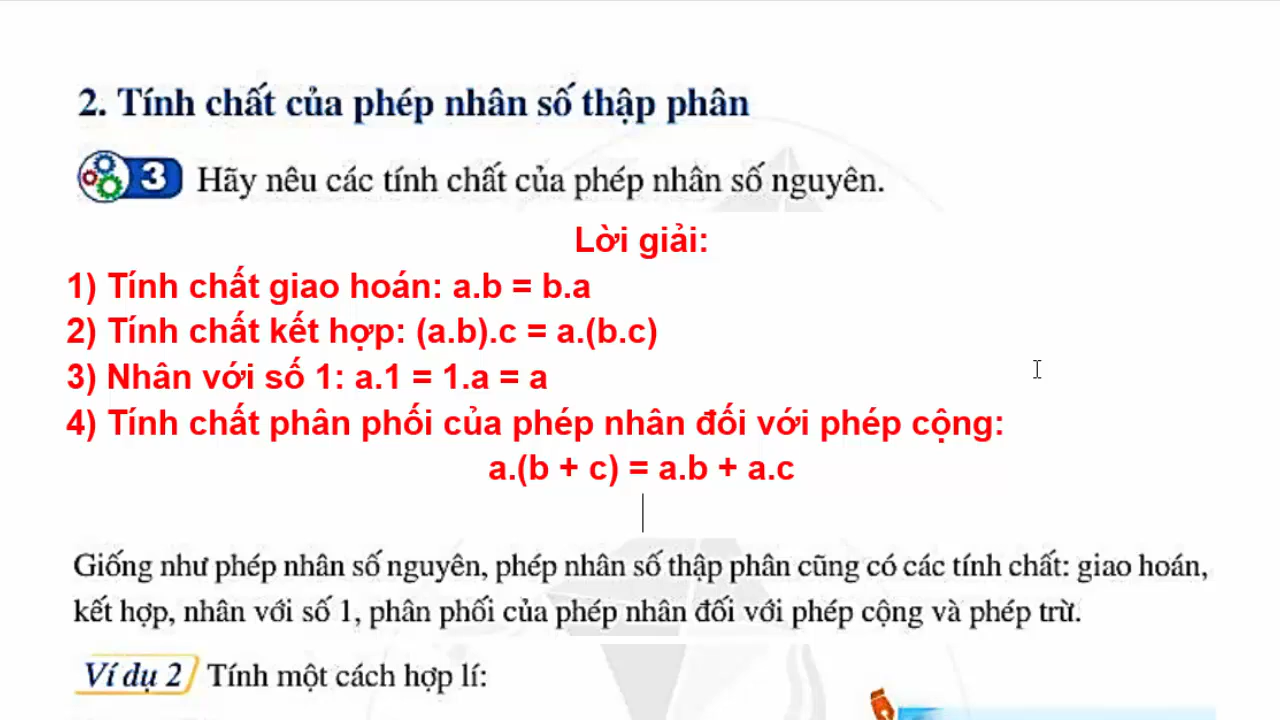 2. Tính chất của phép nhân số thập phân
3 Hãy nêu các tính chất của phép nhân số nguyên.
Lời giải:
1) Tính chất giao hoán: a.b = b.a
2) Tính chất kết hợp: (a.b).c = a.(b.c)
3) Nhân với số 1: a.1 = 1.a = a
4) Tính chất phân phối của phép nhân đối với phép cộng:
a.(b + c) = a.b + a.c
Giống như phép nhân số nguyên, phép nhân số thập phân cũng có các tính chất: giao hoán,
kết hợp, nhân với số 1, phân phối của phép nhân đối với phép cộng và phép trừ.
Ví dụ 2 Tính một cách hợp lí: